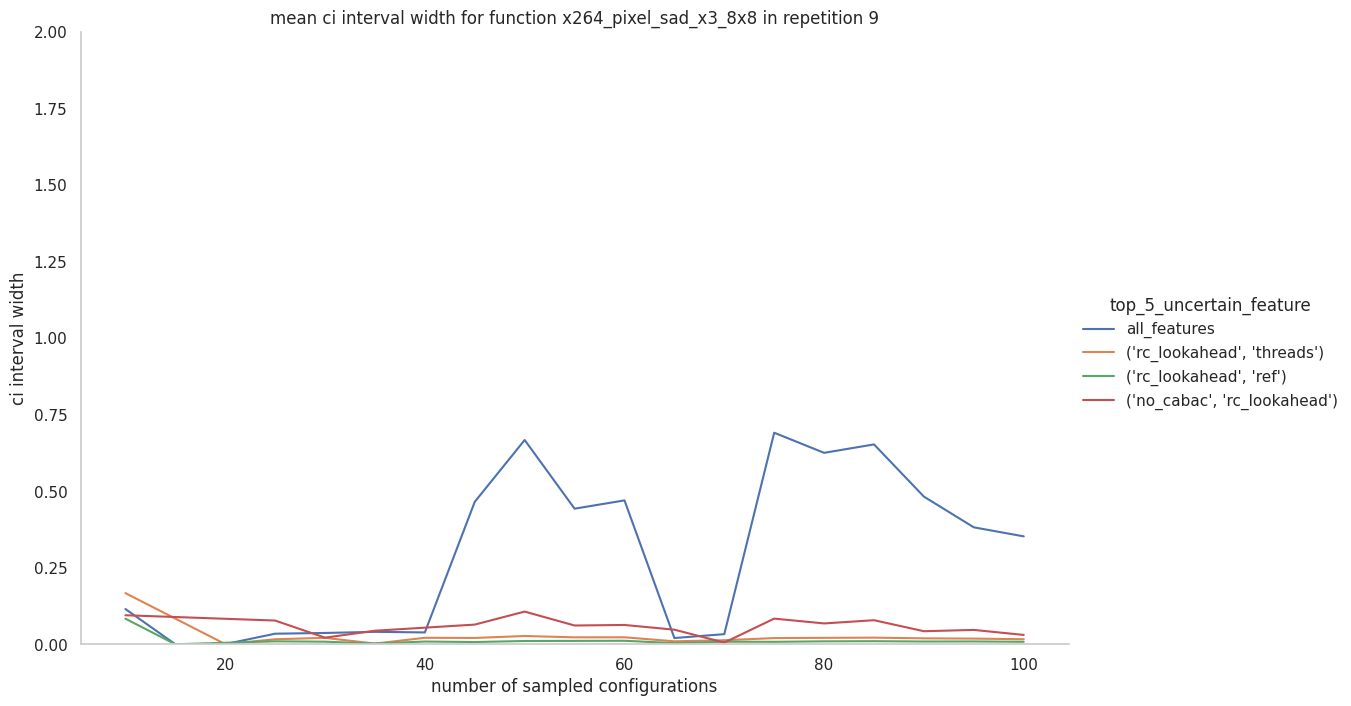 mean ci interval width for function x264_pixel_sad_x3_8x8 in repetition 9
2.00
1.75
1.50
1.25
1.00
0.75
0.50
0.25
0.00
ci interval width
20
40
60
80
100
number of sampled configurations
top_5_uncertain_feature
all_features
('rc_lookahead', 'threads')
('rc_lookahead', 'ref')
('no_cabac', 'rc_lookahead')